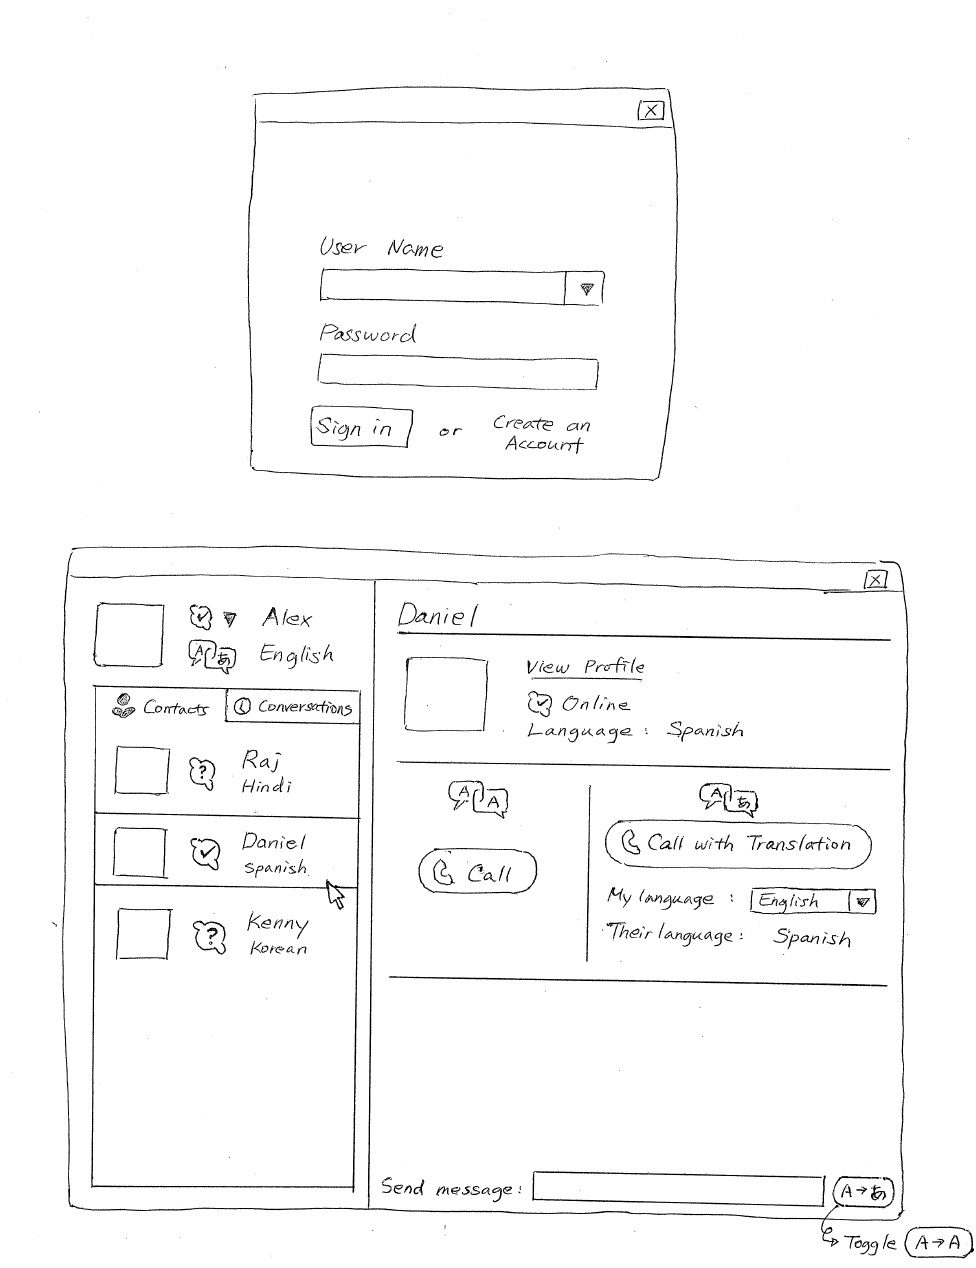 X
User Name
Password
Sign in or Create an
Account
X
Alex
Aあ English
Contacts Conversations
? Raj
Hindi
Daniel
Spanish
? Kenny
Korean
Daniel
View Profile
Online
Language : Spanish
A A
Call
A あ
Call with Translation
My language : English
Their language : Spanish
Send message : A→あ
Toggle A→A